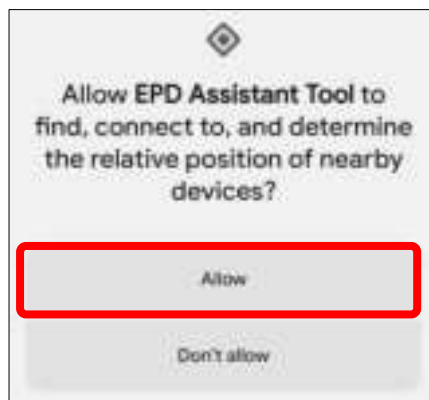 Allow EPD Assistant Tool to
find, connect to, and determine
the relative position of nearby
devices?
Allow
Don't allow